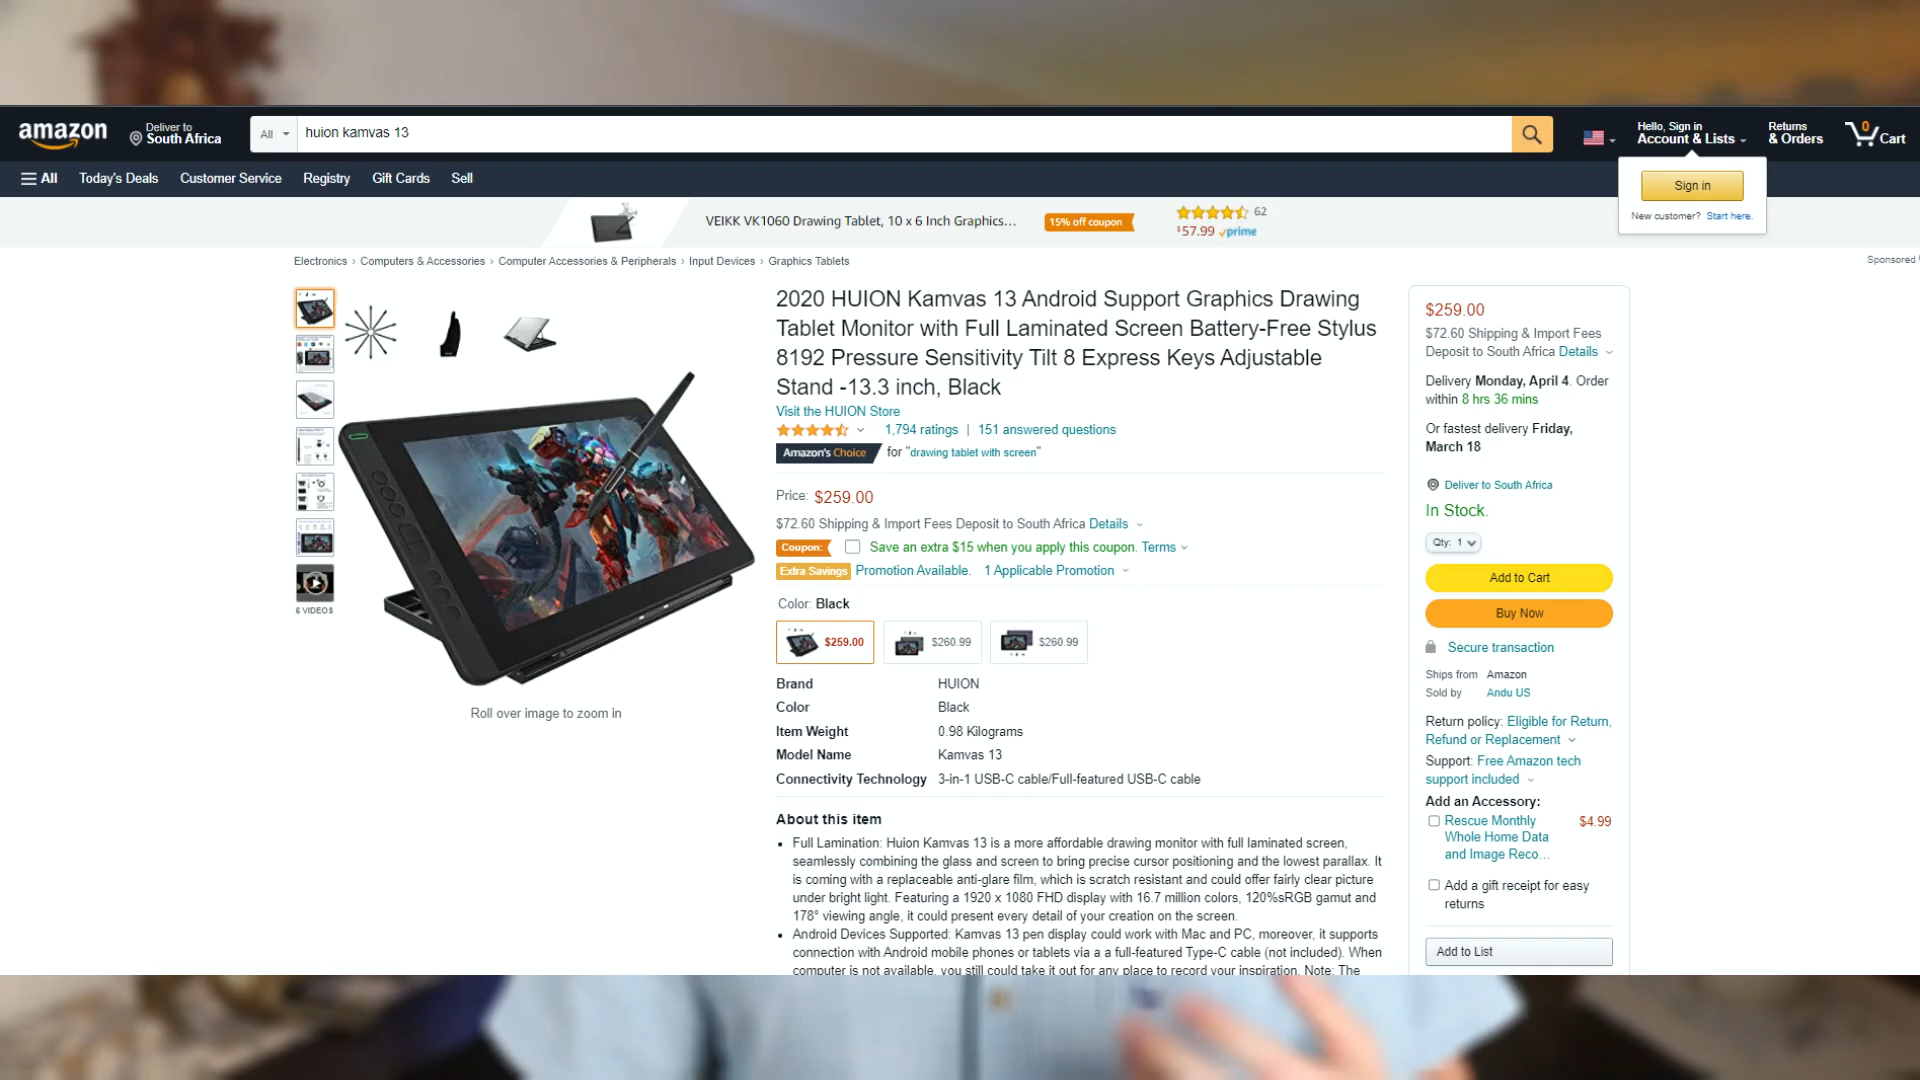 amazon
Deliver to
South Africa
All
huion kamvas 13
Hello, Sign in
Account & Lists
Returns
& Orders
0
Cart
All
Today's Deals
Customer Service
Registry
Gift Cards
Sell
Sign in
New customer? Start here.
VEIKK VK1060 Drawing Tablet, 10 x 6 Inch Graphics...
15% off coupon
62
$57.99 prime
Sponsored
Electronics › Computers & Accessories › Computer Accessories & Peripherals › Input Devices › Graphics Tablets
2020 HUION Kamvas 13 Android Support Graphics Drawing
Tablet Monitor with Full Laminated Screen Battery-Free Stylus
8192 Pressure Sensitivity Tilt 8 Express Keys Adjustable
Stand -13.3 inch, Black
Visit the HUION Store
1,794 ratings | 151 answered questions
Amazon's Choice for "drawing tablet with screen"
Price: $259.00
$72.60 Shipping & Import Fees Deposit to South Africa Details
Coupon: Save an extra $15 when you apply this coupon. Terms
Extra Savings Promotion Available. 1 Applicable Promotion
Color: Black
$259.00
$260.99
$260.99
Brand HUION
Color Black
Item Weight 0.98 Kilograms
Model Name Kamvas 13
Connectivity Technology 3-in-1 USB-C cable/Full-featured USB-C cable
About this item
• Full Lamination: Huion Kamvas 13 is a more affordable drawing monitor with full laminated screen,
seamlessly combining the glass and screen to bring precise cursor positioning and the lowest parallax. It
is coming with a replaceable anti-glare film, which is scratch resistant and could offer fairly clear picture
under bright light. Featuring a 1920 x 1080 FHD display with 16.7 million colors, 120%sRGB gamut and
178° viewing angle, it could present every detail of your creation on the screen.
• Android Devices Supported: Kamvas 13 pen display could work with Mac and PC, moreover, it supports
connection with Android mobile phones or tablets via a a full-featured Type-C cable (not included). When
computer is not available, you still could take it out for any place to record your inspiration. Note: The
6 VIDEOS
Roll over image to zoom in
$259.00
$72.60 Shipping & Import Fees
Deposit to South Africa Details
Delivery Monday, April 4. Order
within 8 hrs 36 mins
Or fastest delivery Friday,
March 18
Deliver to South Africa
In Stock.
Qty: 1
Add to Cart
Buy Now
Secure transaction
Ships from Amazon
Sold by Andu US
Return policy: Eligible for Return,
Refund or Replacement
Support: Free Amazon tech
support included
Add an Accessory:
Rescue Monthly $4.99
Whole Home Data
and Image Reco...
Add a gift receipt for easy
returns
Add to List